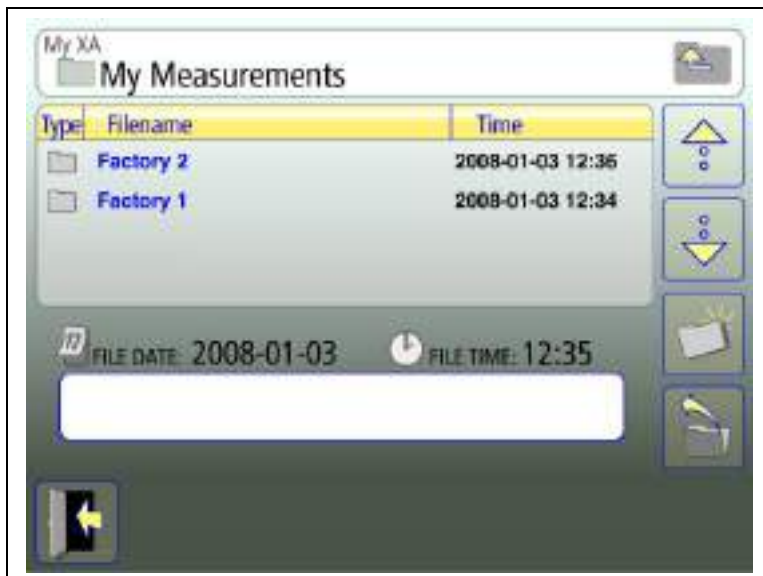 My XA
My Measurements
Type Filename Time
Factory 2 2008-01-03 12:36
Factory 1 2008-01-03 12:34
17 FILE DATE: 2008-01-03 FILE TIME: 12:35